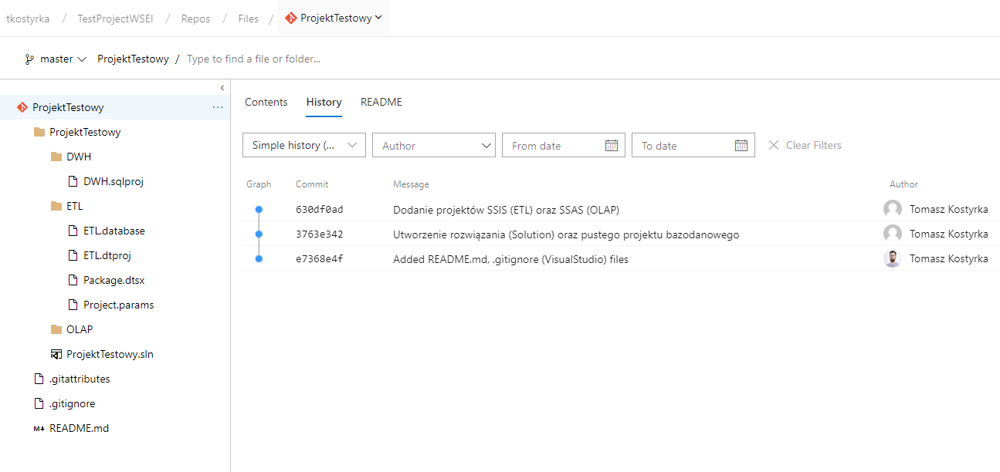 tkostyrka / TestProjectWSEI / Repos / Files / ProjektTestowy
master ProjektTestowy / Type to find a file or folder...
ProjektTestowy ...
ProjektTestowy
DWH
DWH.sqlproj
ETL
ETL.database
ETL.dtproj
Package.dtsx
Project.params
OLAP
ProjektTestowy.sln
.gitattributes
.gitignore
M↓ README.md
Contents History README
Simple history (... Author From date To date Clear Filters
Graph Commit Message Author
630df0ad Dodanie projektów SSIS (ETL) oraz SSAS (OLAP) Tomasz Kostyrka
3763e342 Utworzenie rozwiązania (Solution) oraz pustego projektu bazodanowego Tomasz Kostyrka
e7368e4f Added README.md, .gitignore (VisualStudio) files Tomasz Kostyrka